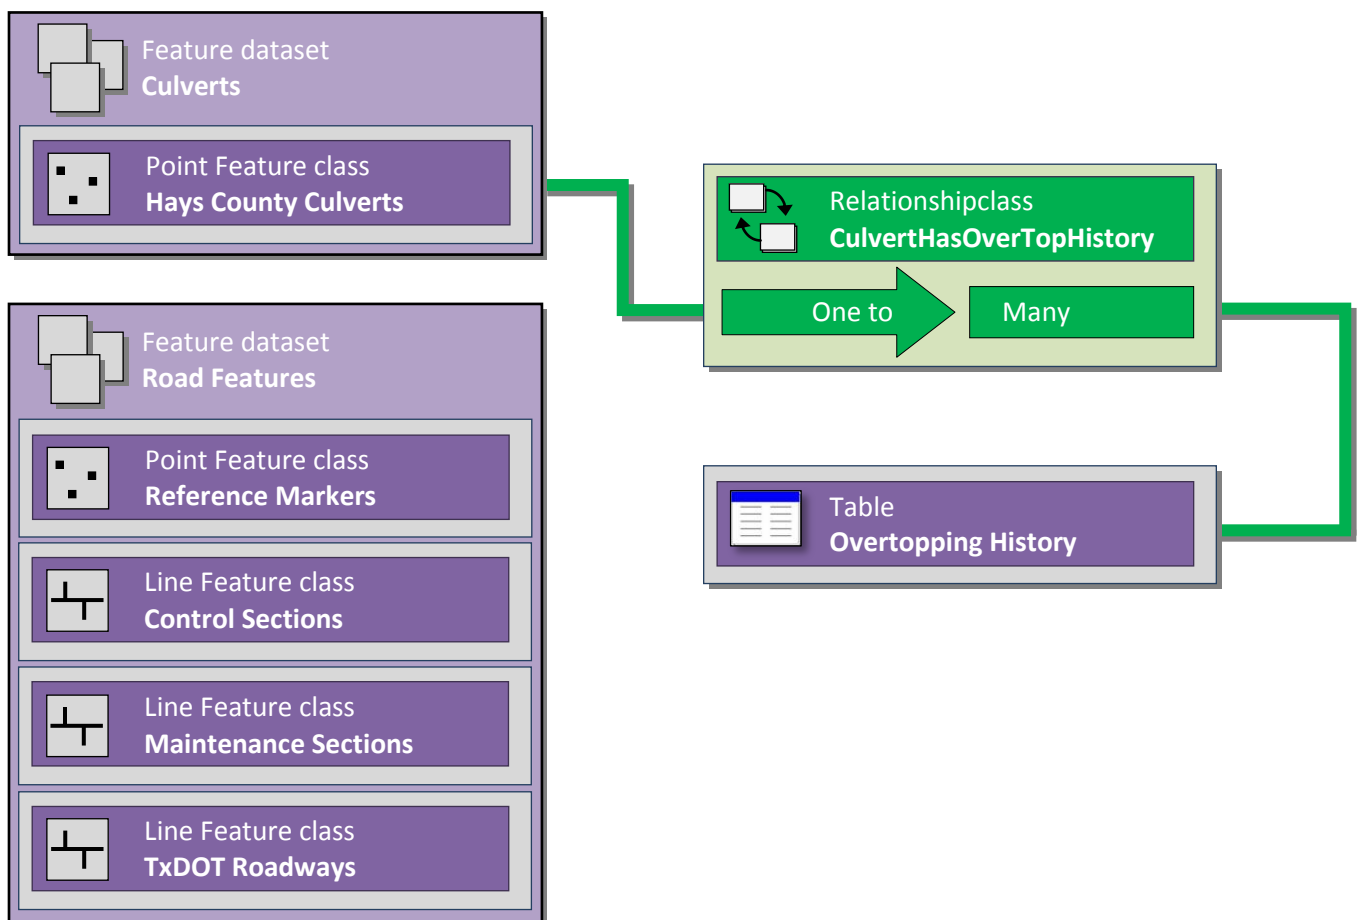 Feature dataset
Culverts
Point Feature class
Hays County Culverts
Relationshipclass
CulvertHasOverTopHistory
One to
Many
Feature dataset
Road Features
Point Feature class
Reference Markers
Line Feature class
Control Sections
Line Feature class
Maintenance Sections
Line Feature class
TxDOT Roadways
Table
Overtopping History